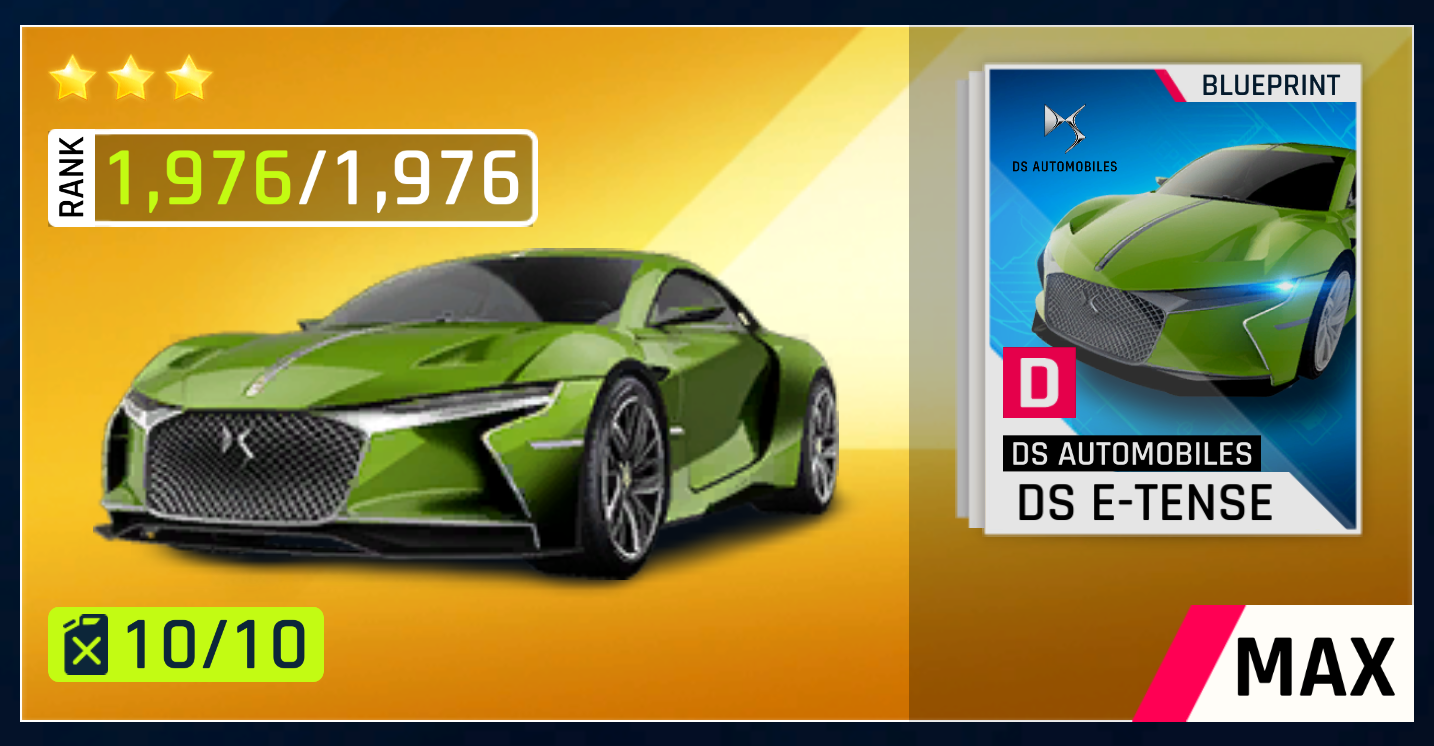 RANK
1,976/1,976
10/10
BLUEPRINT
DS AUTOMOBILES
D
DS AUTOMOBILES
DS E-TENSE
MAX